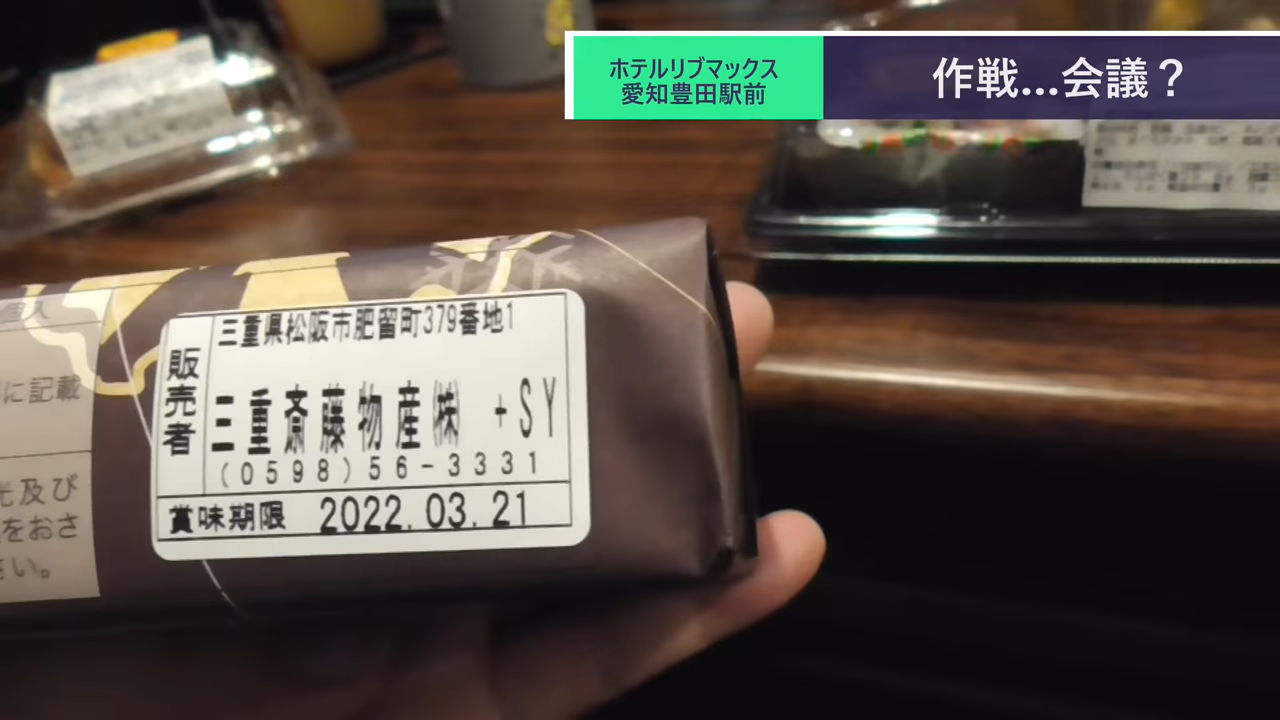 ホテルリブマックス
愛知豊田駅前
作戦...会議？
販売者
三重県松阪市肥留町379番地1
三重斎藤物産㈱ +SY
(0598)56-3331
賞味期限 2022.03.21
に記載
光及び
をおさ
さい。